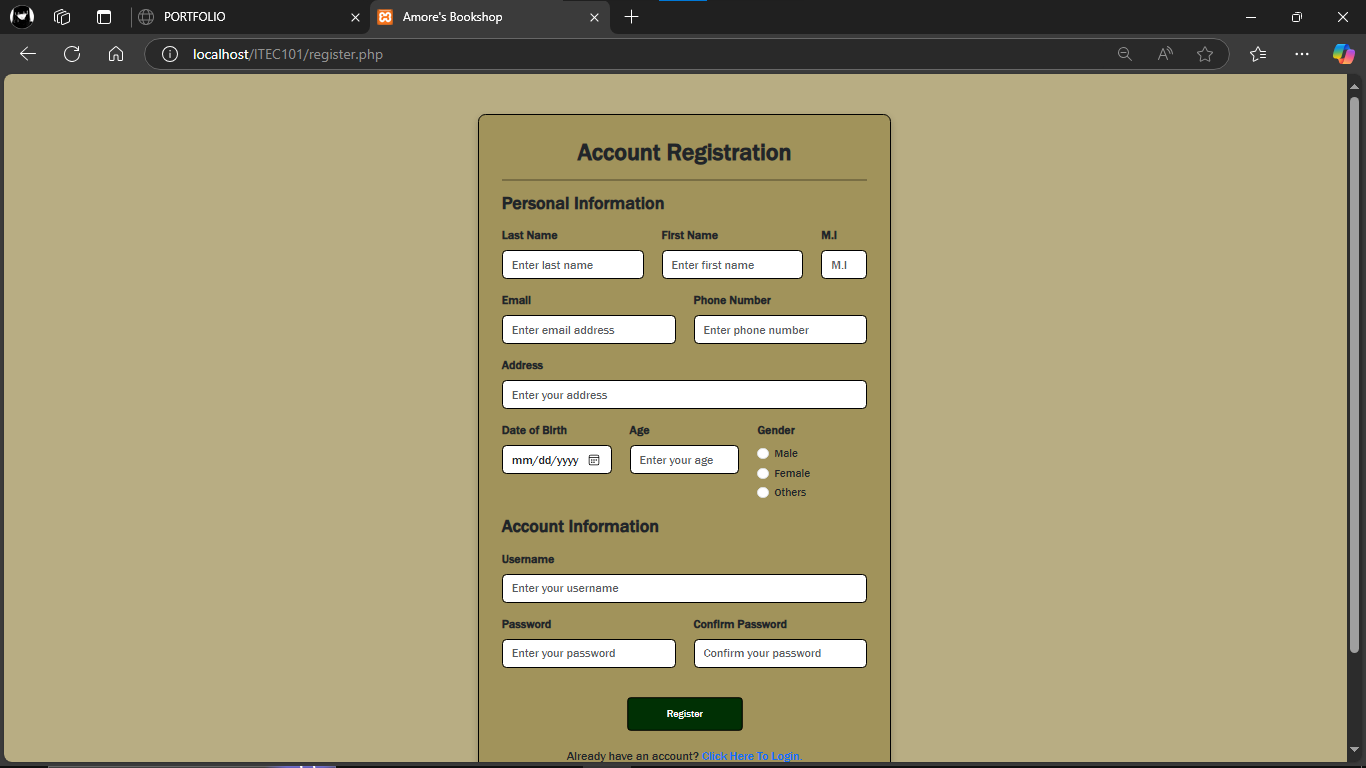 PORTFOLIO
Amore's Bookshop
localhost/ITEC101/register.php
Account Registration
Personal Information
Last Name First Name M.I
Enter last name Enter first name M.I
Email Phone Number
Enter email address Enter phone number
Address
Enter your address
Date of Birth Age Gender
mm/dd/yyyy Enter your age
Male
Female
Others
Account Information
Username
Enter your username
Password Confirm Password
Enter your password Confirm your password
Register
Already have an account? Click Here To Login.